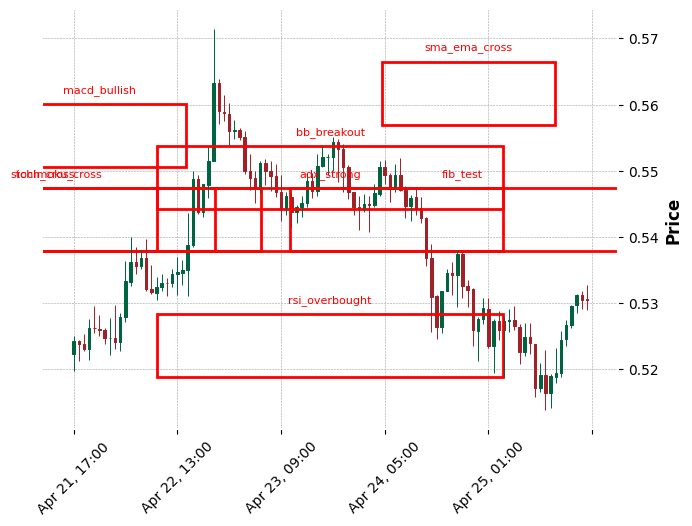 sma_ema_cross
macd_bullish
bb_breakout
adx_strong
fib_test
rsi_overbought
0.57
0.56
0.55
0.54
0.53
0.52
Price
Apr 21, 17:00
Apr 22, 13:00
Apr 23, 09:00
Apr 24, 05:00
Apr 25, 01:00